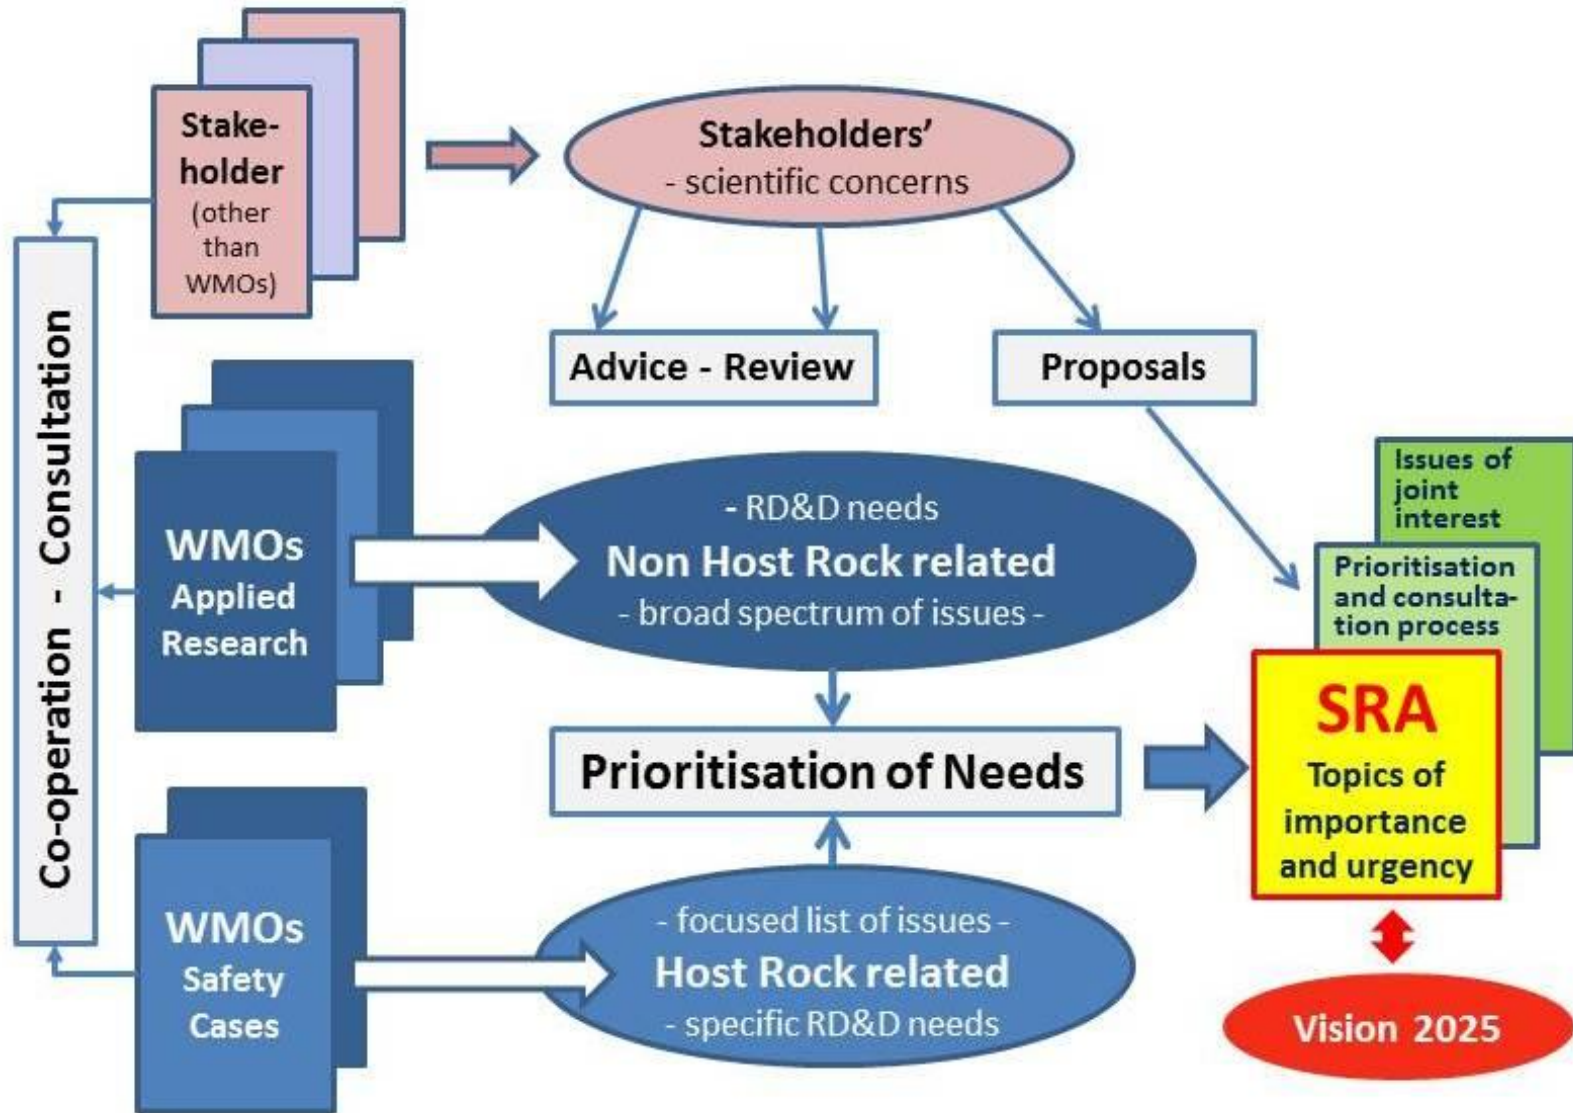 Stake-
holder
(other
than
WMOs)
Stakeholders’
- scientific concerns
Co-operation - Consultation
Advice - Review
Proposals
WMOs
Applied
Research
- RD&D needs
Non Host Rock related
- broad spectrum of issues -
Issues of
joint
interest
Prioritisation
and consulta-
tion process
Prioritisation of Needs
SRA
Topics of
importance
and urgency
WMOs
Safety
Cases
- focused list of issues -
Host Rock related
- specific RD&D needs
Vision 2025